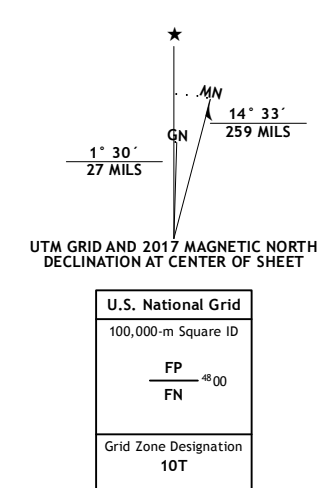 ★
MN
14° 33´
259 MILS
GN
1° 30´
27 MILS
UTM GRID AND 2017 MAGNETIC NORTH
DECLINATION AT CENTER OF SHEET
U.S. National Grid
100,000-m Square ID
FP
4800
FN
Grid Zone Designation
10T